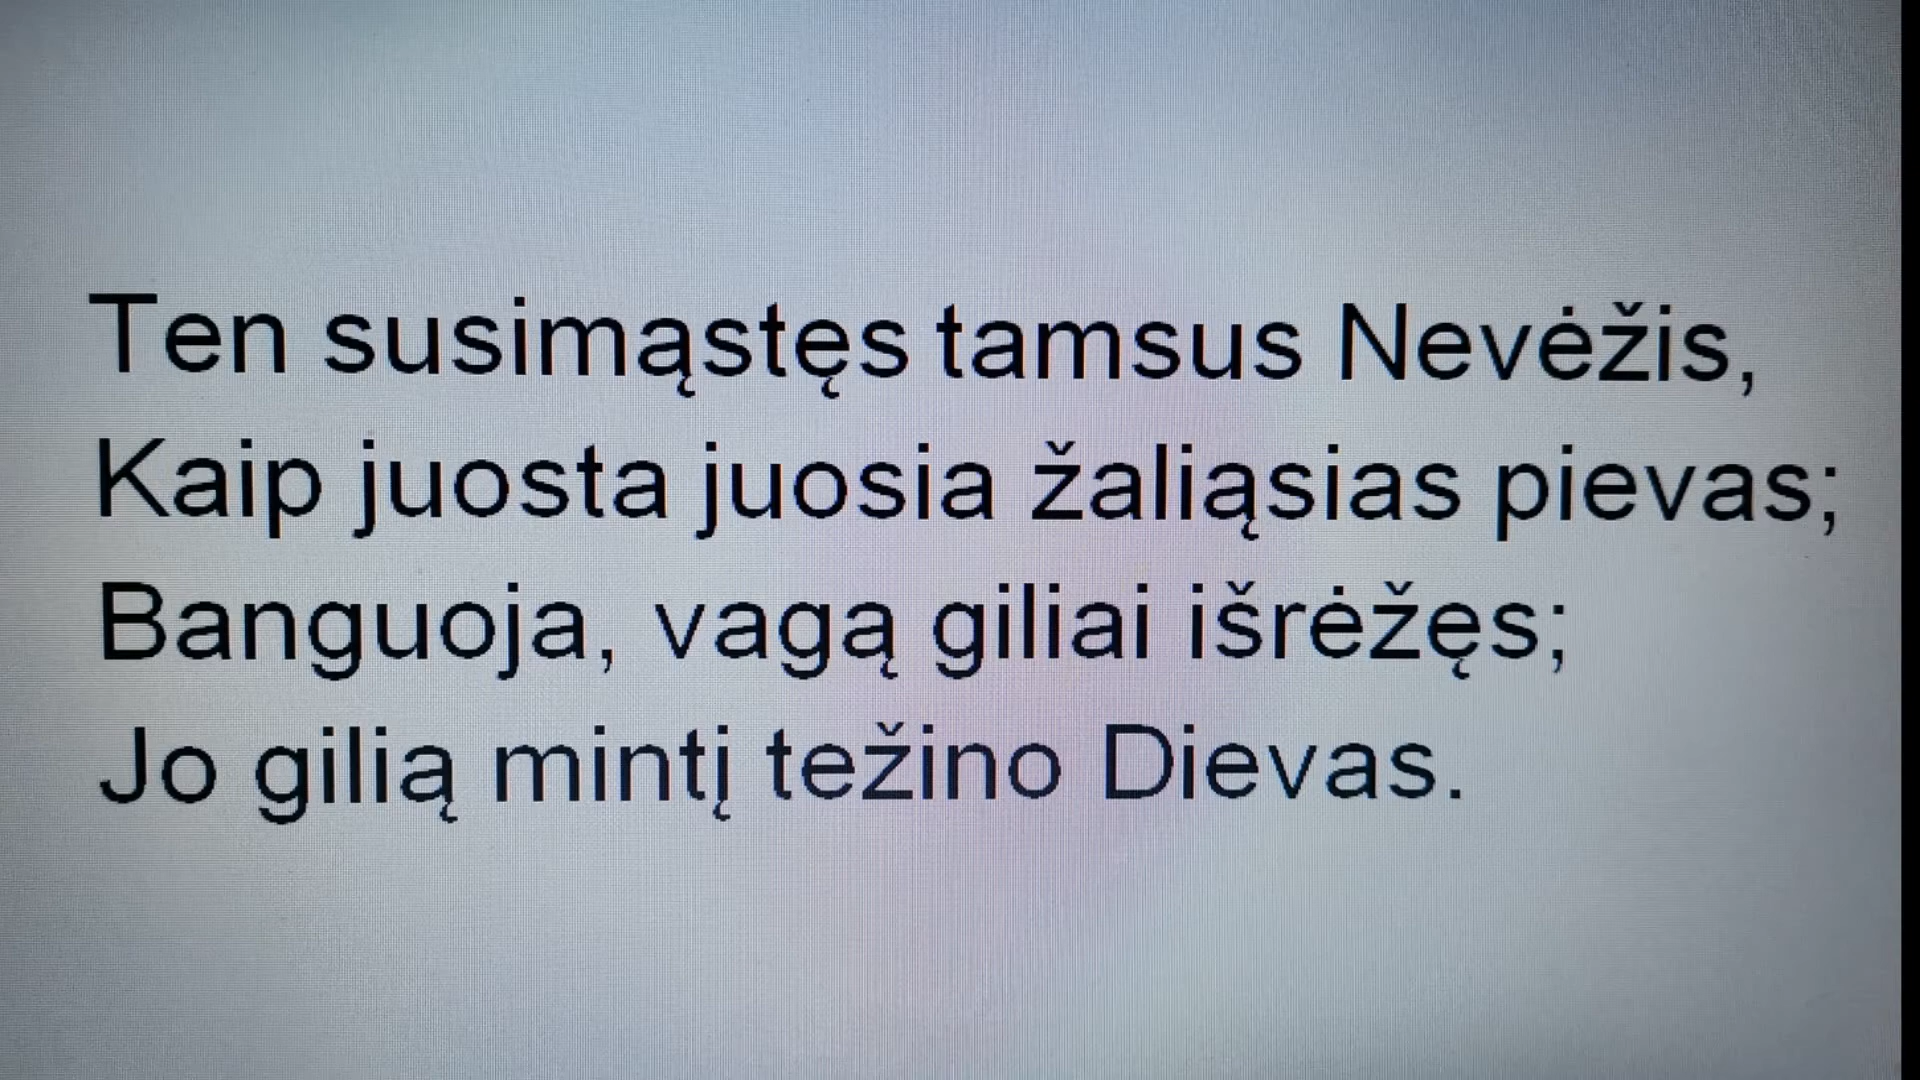 Ten susimąstęs tamsus Nevėžis,
Kaip juosta juosia žaliąsias pievas;
Banguoja, vagą giliai išrėžęs;
Jo gilią mintį težino Dievas.